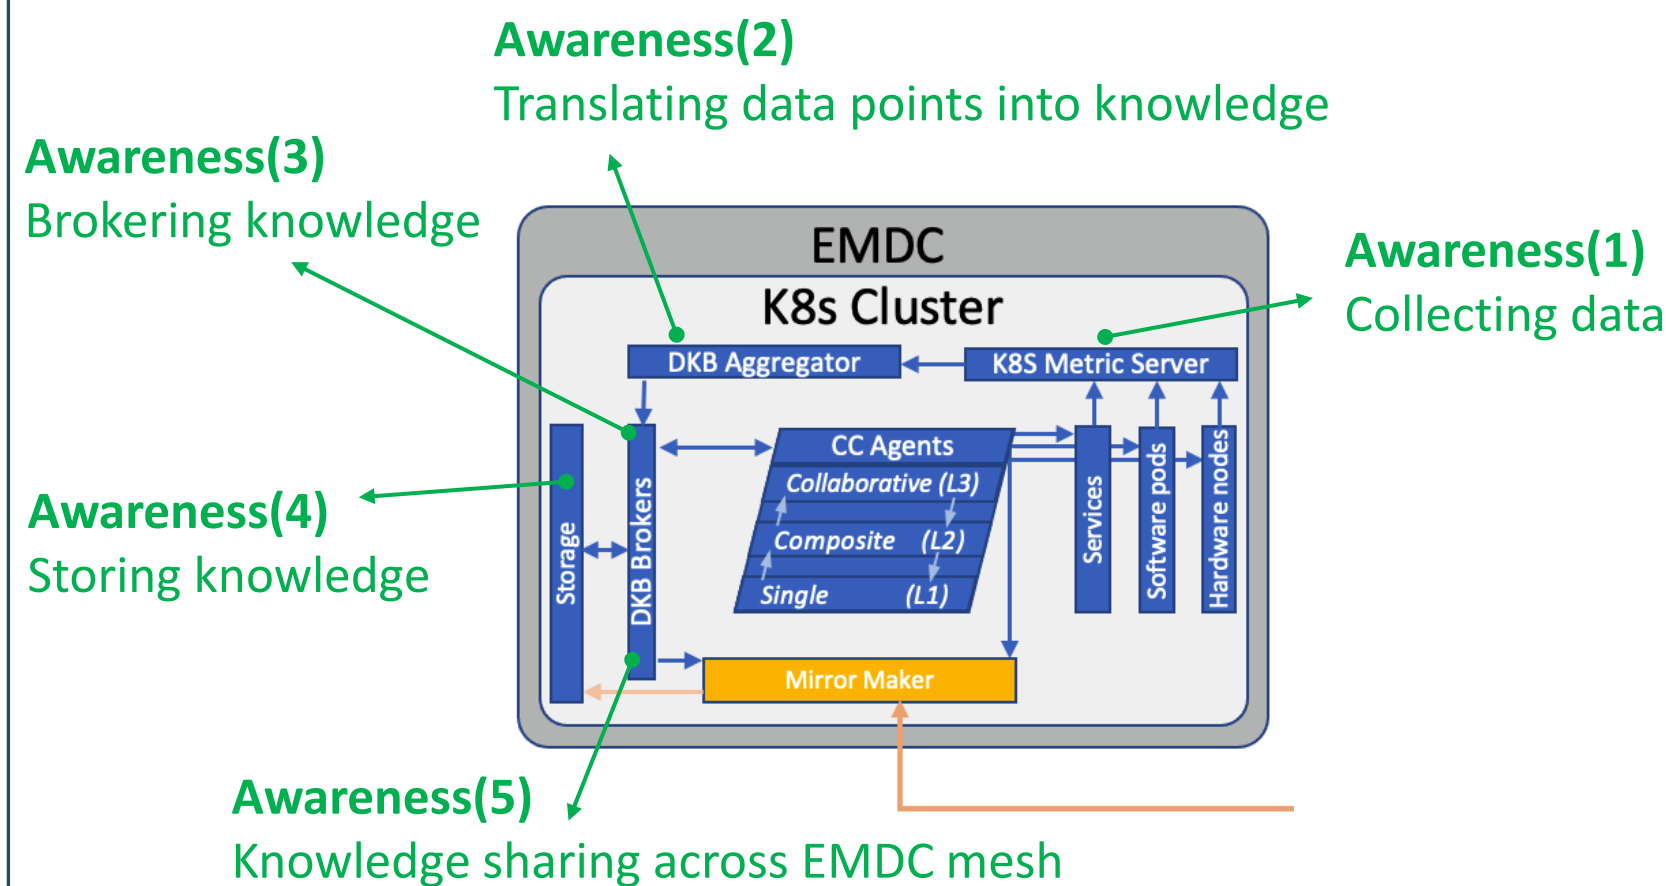 Awareness(2)
Translating data points into knowledge
Awareness(3)
Brokering knowledge
EMDC
Awareness(1)
Collecting data
K8s Cluster
DKB Aggregator
K8S Metric Server
CC Agents
Collaborative (L3)
Composite (L2)
Single (L1)
Storage
DKB Brokers
Services
Software pods
Hardware nodes
Awareness(4)
Storing knowledge
Mirror Maker
Awareness(5)
Knowledge sharing across EMDC mesh